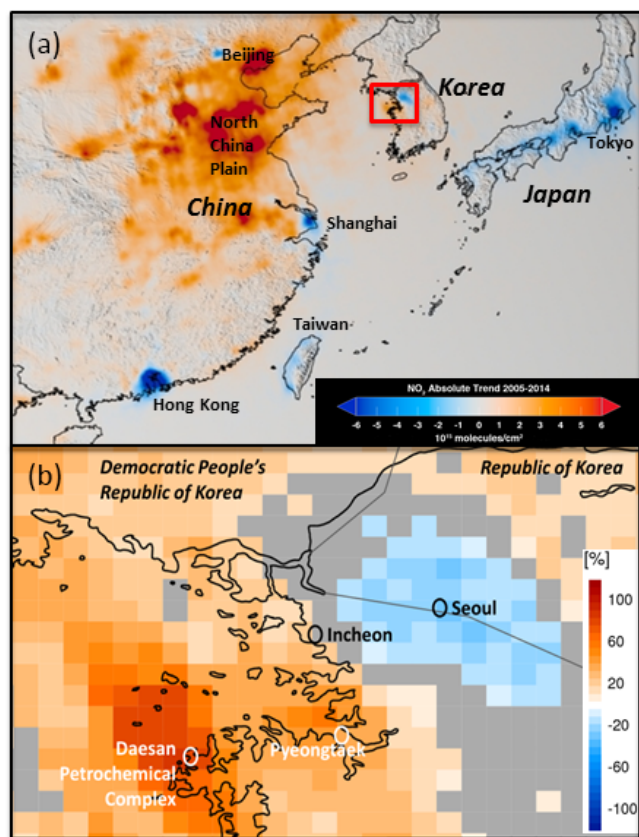 (a)
Beijing
Korea
North
China
Plain
Tokyo
China
Japan
Shanghai
Taiwan
Hong Kong
NO₂ Absolute Trend 2005-2014
-6 -5 -4 -3 -2 -1 0 1 2 3 4 5 6
10¹⁵ molecules/cm²
(b)
Democratic People's
Republic of Korea
Republic of Korea
[%]
100
60
20
-20
-60
-100
Seoul
Incheon
Daesan
Petrochemical
Complex
Pyeongtaek